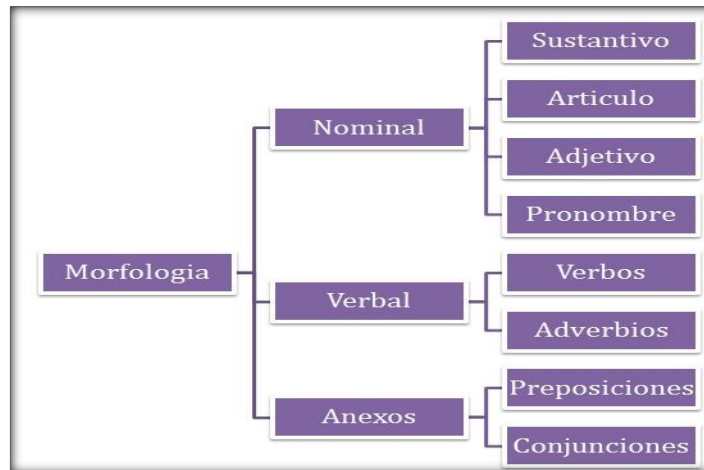 Morfologia
Nominal
Sustantivo
Articulo
Adjetivo
Pronombre
Verbal
Verbos
Adverbios
Anexos
Preposiciones
Conjunciones